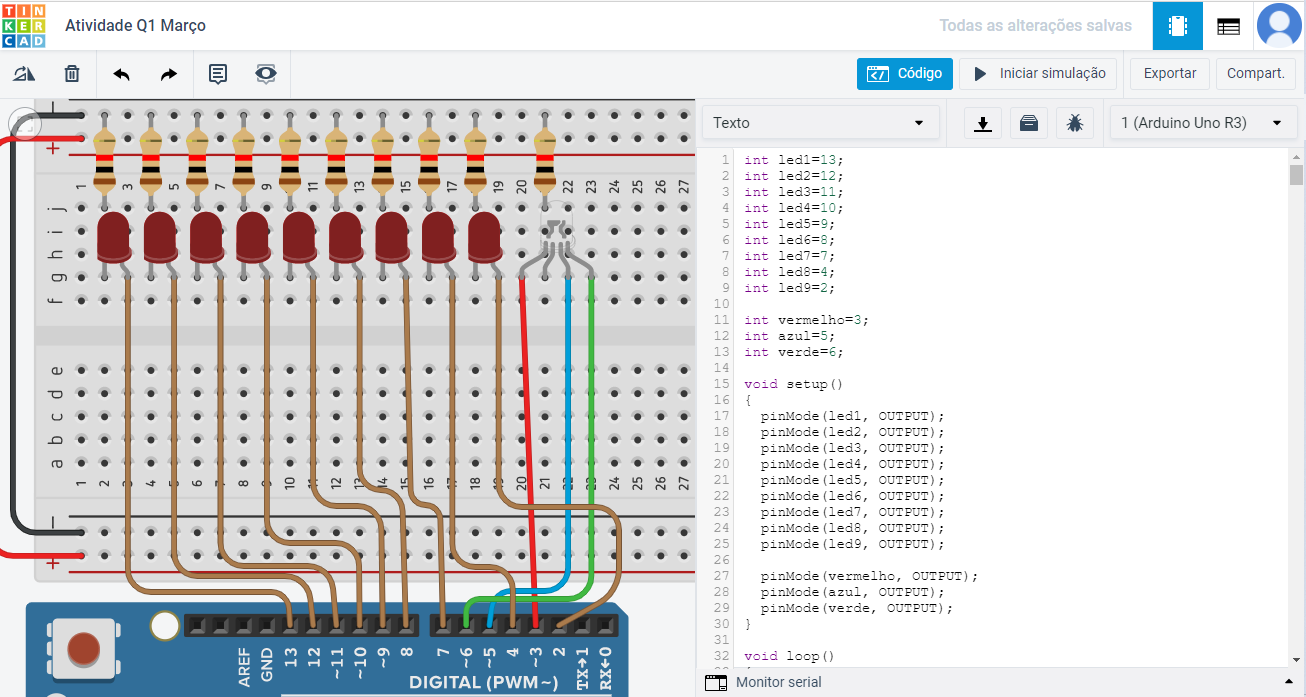 TIN
KER
CAD
Atividade Q1 Março
Todas as alterações salvas
Código
Iniciar simulação
Exportar
Compart.
Texto
1 (Arduino Uno R3)
1 3 5 7 9 11 13 15 17 19 20 22 23 24 25 26 27
j
i
h
g
f
e
d
c
b
a
1 2 3 4 5 6 7 8 9 10 11 12 13 14 15 16 17 18 19 20 21 22 23 24 25 26 27
AREF
GND
13
12
~11
~10
~9
8
7
~6
~5
4
~3
2
TX→1
RX←0
DIGITAL (PWM~)
1 int led1=13;
2 int led2=12;
3 int led3=11;
4 int led4=10;
5 int led5=9;
6 int led6=8;
7 int led7=7;
8 int led8=4;
9 int led9=2;
10
11 int vermelho=3;
12 int azul=5;
13 int verde=6;
14
15 void setup()
16 {
17 pinMode(led1, OUTPUT);
18 pinMode(led2, OUTPUT);
19 pinMode(led3, OUTPUT);
20 pinMode(led4, OUTPUT);
21 pinMode(led5, OUTPUT);
22 pinMode(led6, OUTPUT);
23 pinMode(led7, OUTPUT);
24 pinMode(led8, OUTPUT);
25 pinMode(led9, OUTPUT);
26
27 pinMode(vermelho, OUTPUT);
28 pinMode(azul, OUTPUT);
29 pinMode(verde, OUTPUT);
30 }
31
32 void loop()
Monitor serial